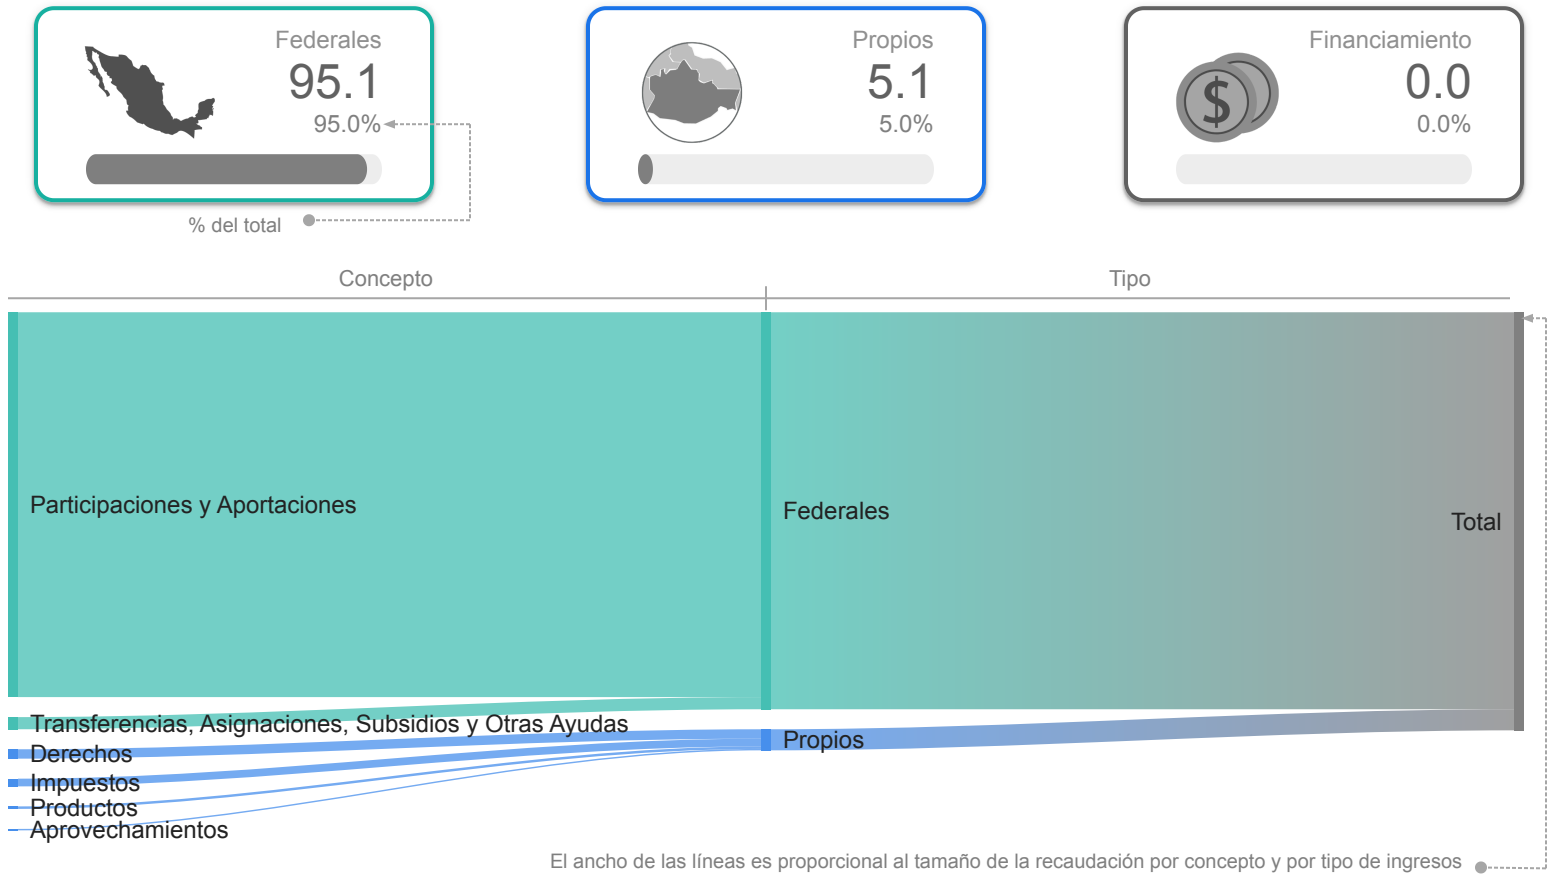 Federales
95.1
95.0%
Propios
5.1
5.0%
Financiamiento
$
0.0
0.0%
% del total
Concepto
Tipo
Participaciones y Aportaciones
Federales
Total
Transferencias, Asignaciones, Subsidios y Otras Ayudas
Propios
Derechos
Impuestos
Productos
Aprovechamientos
El ancho de las líneas es proporcional al tamaño de la recaudación por concepto y por tipo de ingresos